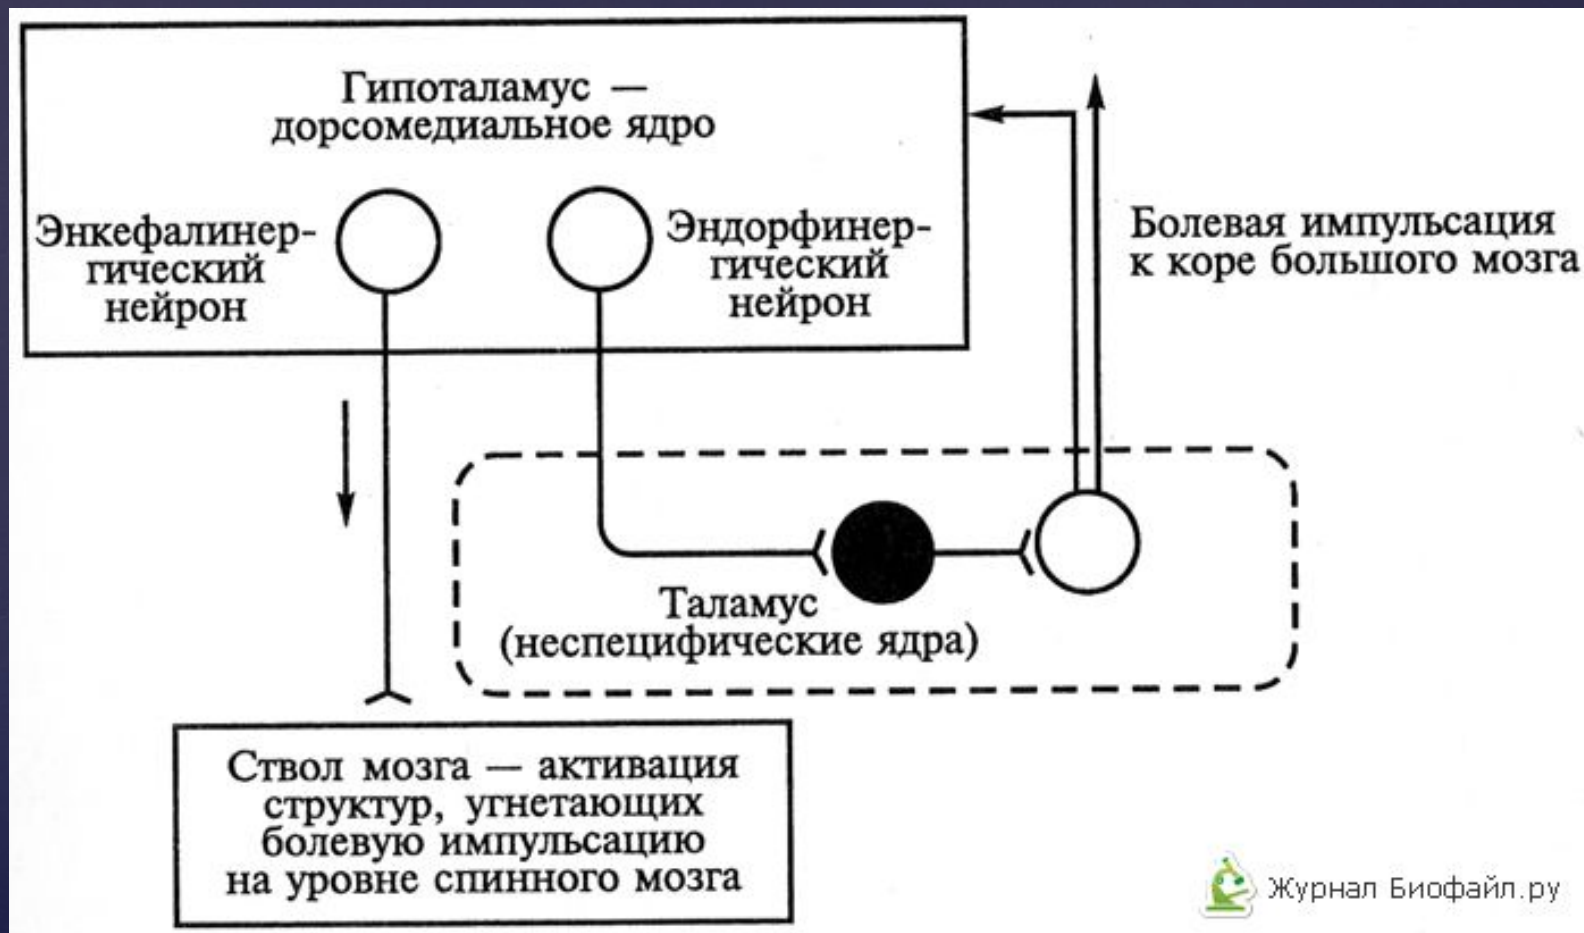 Гипоталамус —
дорсомедиальное ядро
Энкефалинер-
гический
нейрон
Эндорфинер-
гический
нейрон
Болевая импульсация
к коре большого мозга
Таламус
(неспецифические ядра)
Ствол мозга — активация
структур, угнетающих
болевую импульсацию
на уровне спинного мозга
Журнал Биофайл.ру